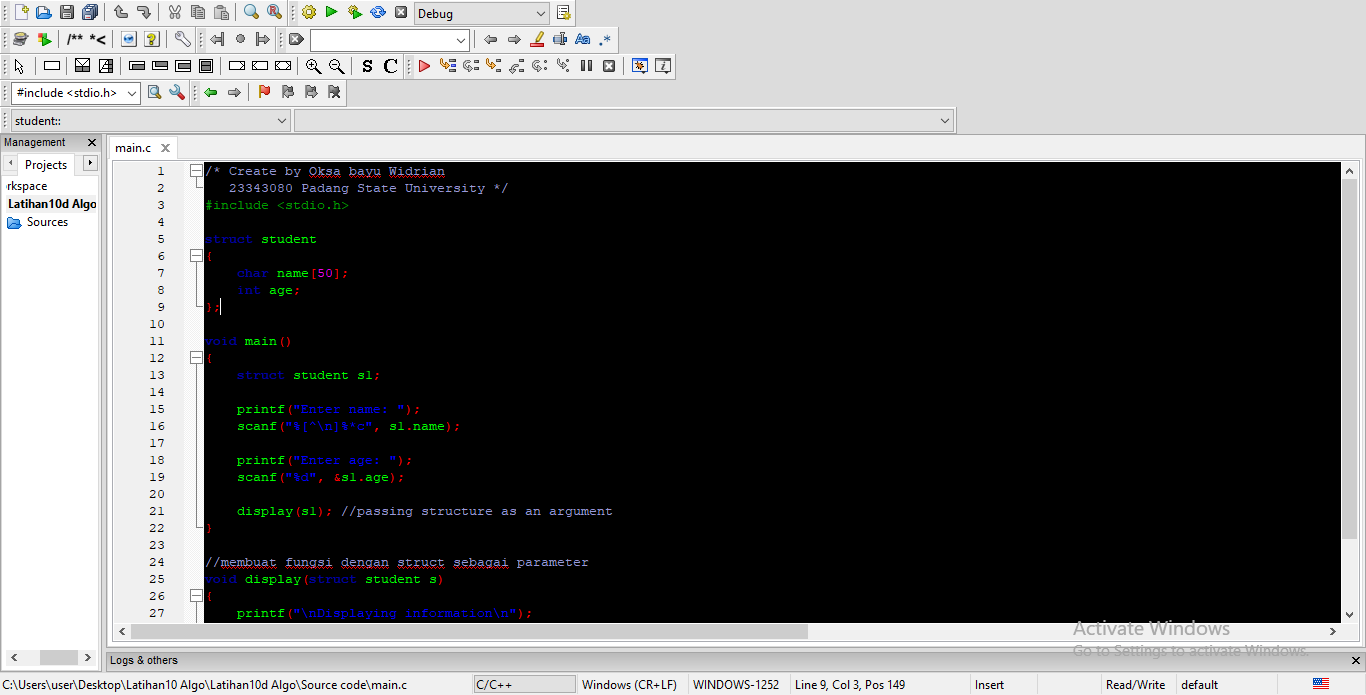 Debug
/** *<
S C
Aa .*
#include <stdio.h>
student::
Management
main.c
Projects
rkspace
Latihan10d Algo
Sources
1 /* Create by Oksa bayu Widrian
2 23343080 Padang State University */
3 #include <stdio.h>
4
5 struct student
6 {
7 char name[50];
8 int age;
9 };
10
11 void main()
12 {
13 struct student s1;
14
15 printf("Enter name: ");
16 scanf("%[^\n]%*c", s1.name);
17
18 printf("Enter age: ");
19 scanf("%d", &s1.age);
20
21 display(s1); //passing structure as an argument
22 }
23
24 //membuat fungsi dengan struct sebagai parameter
25 void display(struct student s)
26 {
27 printf("\nDisplaying information\n");
Activate Windows
Go to Settings to activate Windows.
Logs & others
C:\Users\user\Desktop\Latihan10 Algo\Latihan10d Algo\Source code\main.c
C/C++
Windows (CR+LF)
WINDOWS-1252
Line 9, Col 3, Pos 149
Insert
Read/Write
default